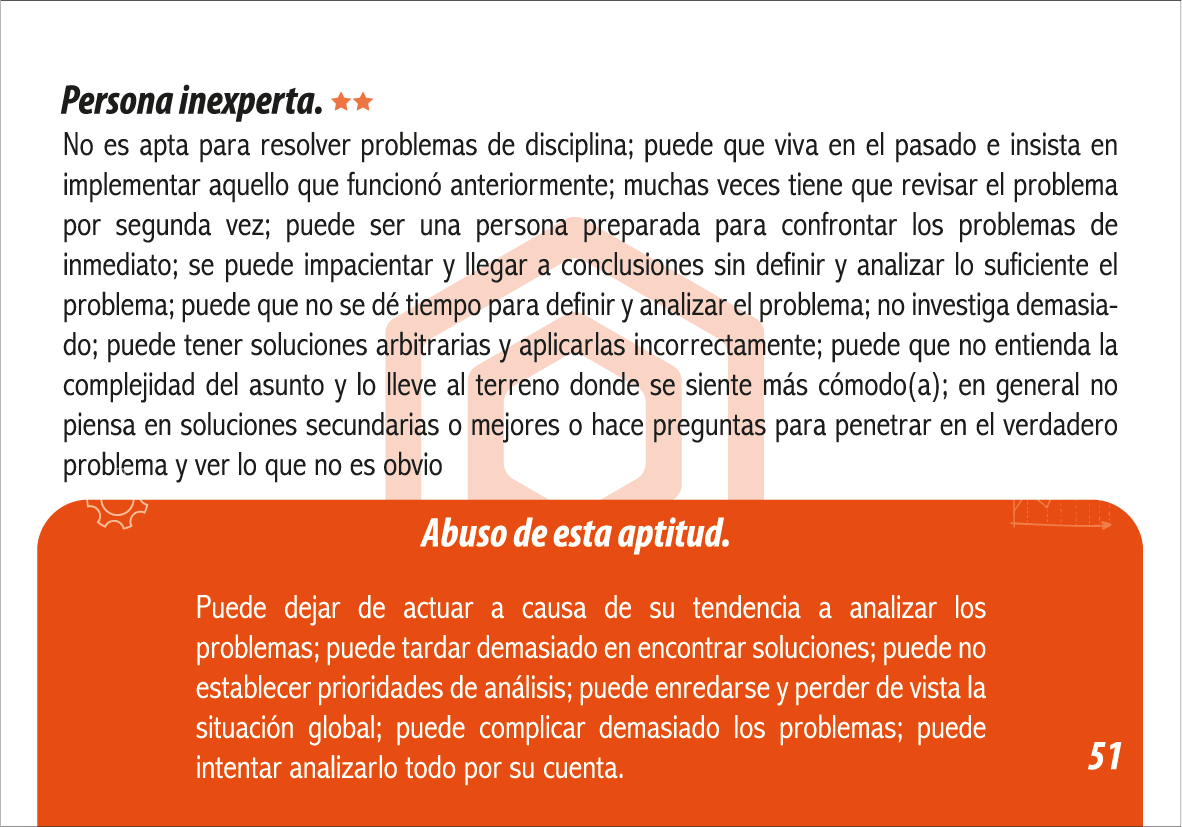 Persona inexperta.
No es apta para resolver problemas de disciplina; puede que viva en el pasado e insista en
implementar aquello que funcionó anteriormente; muchas veces tiene que revisar el problema
por segunda vez; puede ser una persona preparada para confrontar los problemas de
inmediato; se puede impacientar y llegar a conclusiones sin definir y analizar lo suficiente el
problema; puede que no se dé tiempo para definir y analizar el problema; no investiga demasia-
do; puede tener soluciones arbitrarias y aplicarlas incorrectamente; puede que no entienda la
complejidad del asunto y lo lleve al terreno donde se siente más cómodo(a); en general no
piensa en soluciones secundarias o mejores o hace preguntas para penetrar en el verdadero
problema y ver lo que no es obvio
Abuso de esta aptitud.
Puede dejar de actuar a causa de su tendencia a analizar los
problemas; puede tardar demasiado en encontrar soluciones; puede no
establecer prioridades de análisis; puede enredarse y perder de vista la
situación global; puede complicar demasiado los problemas; puede
intentar analizarlo todo por su cuenta.
51